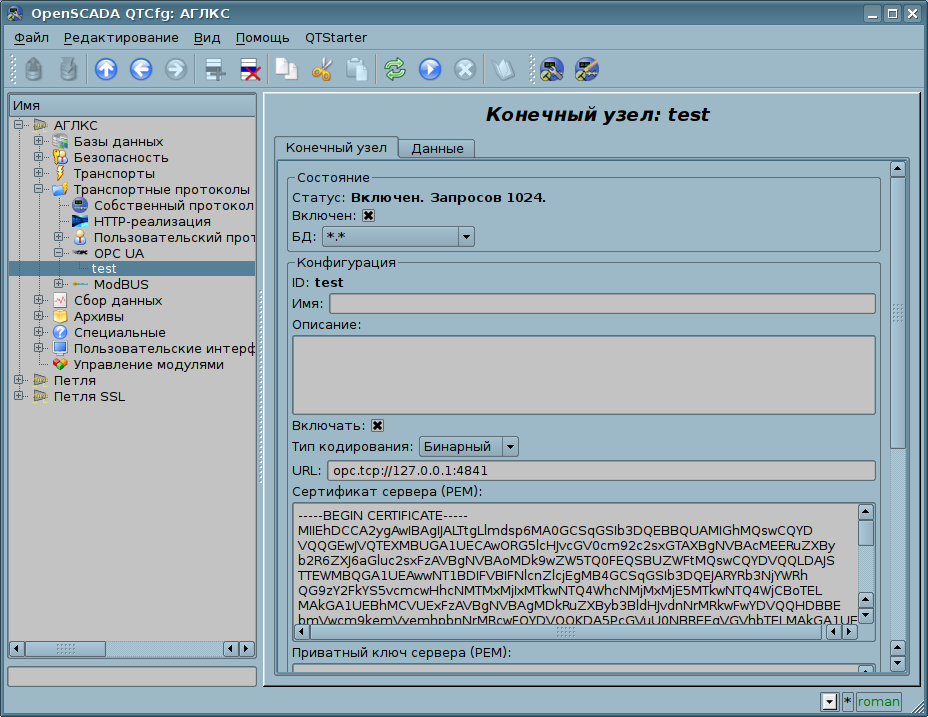 OpenSCADA QTCfg: АГЛКС
Файл Редактирование Вид Помощь QTStarter
Имя
АГЛКС
Базы данных
Безопасность
Транспорты
Транспортные протоколы
Собственный протокол
HTTP-реализация
Пользовательский прот
OPC UA
test
ModBUS
Сбор данных
Архивы
Специальные
Пользовательские интерф
Управление модулями
Петля
Петля SSL
Конечный узел: test
Конечный узел Данные
Состояние
Статус: Включен. Запросов 1024.
Включен:
БД: *.*
Конфигурация
ID: test
Имя:
Описание:
Включать:
Тип кодирования: Бинарный
URL: opc.tcp://127.0.0.1:4841
Сертификат сервера (PEM):
-----BEGIN CERTIFICATE-----
MIIEhDCCA2ygAwIBAgIJALTtgLlmdsp6MA0GCSqGSIb3DQEBBQUAMIGhMQswCQYD
VQQGEwJVQTEXMBUGA1UECAwORG5lcHJvcGV0cm92c2sxGTAXBgNVBAcMEERuZXBy
b2R6ZXJ6aGluc2sxFzAVBgNVBAoMDk9wZW5TQ0FEQSBUZWFtMQswCQYDVQQLDAJS
TTEWMBQGA1UEAwwNT1BDIFVBIFNlcnZlcjEgMB4GCSqGSIb3DQEJARYRb3NjYWRh
QG9zY2FkYS5vcmcwHhcNMTMxMjIxMTkwNTQ4WhcNMjMxMjE5MTkwNTQ4WjCBoTEL
MAkGA1UEBhMCVUExFzAVBgNVBAgMDkRuZXByb3BldHJvdnNrMRkwFwYDVQQHDBBE
bmVwcm9kemVyemhpbnNrMRcwFQYDVQQKDA5PcGVuU0NBREEgVGVhbTELMAkGA1UE
Приватный ключ сервера (PEM):
*
roman